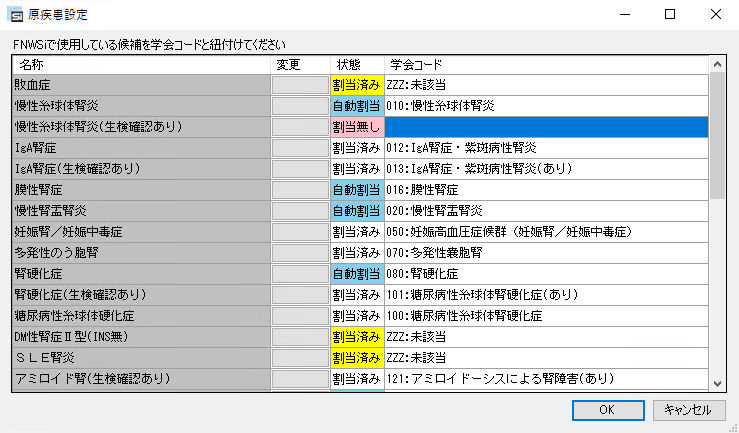 原疾患設定
FNWSiで使用している候補を学会コードと紐付けてください
名称 変更 状態 学会コード
敗血症 割当済み ZZZ:未該当
慢性糸球体腎炎 自動割当 010:慢性糸球体腎炎
慢性糸球体腎炎(生検確認あり) 割当無し
IgA腎症 割当済み 012:IgA腎症・紫斑病性腎炎
IgA腎症(生検確認あり) 割当済み 013:IgA腎症・紫斑病性腎炎(あり)
膜性腎症 自動割当 016:膜性腎症
慢性腎盂腎炎 自動割当 020:慢性腎盂腎炎
妊娠腎/妊娠中毒症 割当済み 050:妊娠高血圧症候群（妊娠腎/妊娠中毒症）
多発性のう胞腎 割当済み 070:多発性嚢胞腎
腎硬化症 自動割当 080:腎硬化症
腎硬化症(生検確認あり) 割当済み 101:糖尿病性糸球体腎硬化症(あり)
糖尿病性糸球体硬化症 割当済み 100:糖尿病性糸球体腎硬化症
DM性腎症Ⅱ型(INS無) 割当済み ZZZ:未該当
ＳＬＥ腎炎 割当済み ZZZ:未該当
アミロイド腎(生検確認あり) 割当済み 121:アミロイドーシスによる腎障害(あり)
OK キャンセル